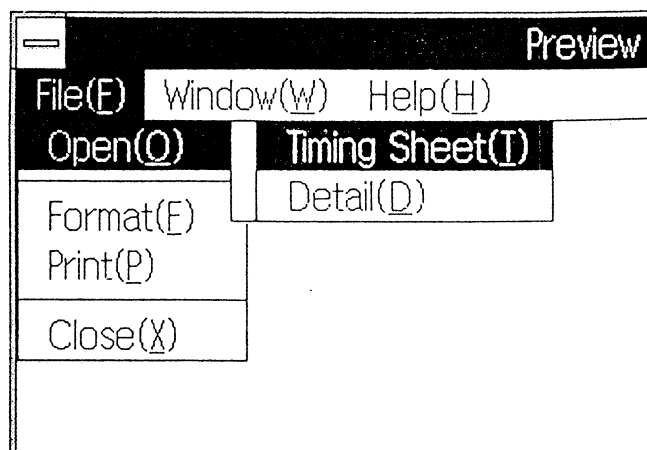 Preview
File(F) Window(W) Help(H)
Open(O) Timing Sheet(T)
Detail(D)
Format(F)
Print(P)
Close(X)